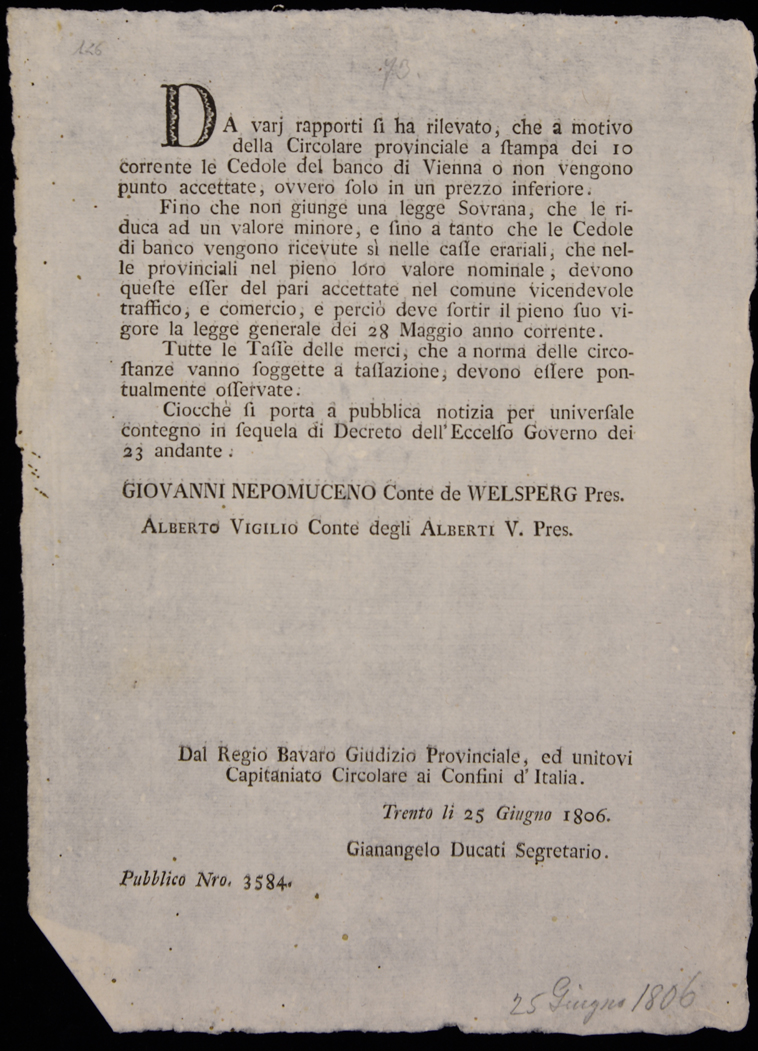 126
73.
DA varj rapporti ſi ha rilevato, che a motivo
della Circolare provinciale a ſtampa dei 10
corrente le Cedole del banco di Vienna o non vengono
punto accettate, ovvero ſolo in un prezzo inferiore.
Fino che non giunge una legge Sovrana, che le ri-
duca ad un valore minore, e ſino a tanto che le Cedole
di banco vengono ricevute sì nelle caſſe erariali, che nel-
le provinciali nel pieno loro valore nominale, devono
queſte eſſer del pari accettate nel comune vicendevole
traffico, e comercio, e perciò deve ſortir il pieno ſuo vi-
gore la legge generale dei 28 Maggio anno corrente.
Tutte le Taſſe delle merci, che a norma delle circo-
ſtanze vanno ſoggette a taſſazione, devono eſſere pon-
tualmente oſſervate.
Ciocchè ſi porta a pubblica notizia per univerſale
contegno in ſequela di Decreto dell'Eccelſo Governo dei
23 andante.
GIOVANNI NEPOMUCENO Conte de WELSPERG Pres.
ALBERTO VIGILIO Conte degli ALBERTI V. Pres.
Dal Regio Bavaro Giudizio Provinciale, ed unitovi
Capitaniato Circolare ai Confini d'Italia.
Trento li 25 Giugno 1806.
Gianangelo Ducati Segretario.
Pubblico Nro. 3584.
25 Giugno 1806